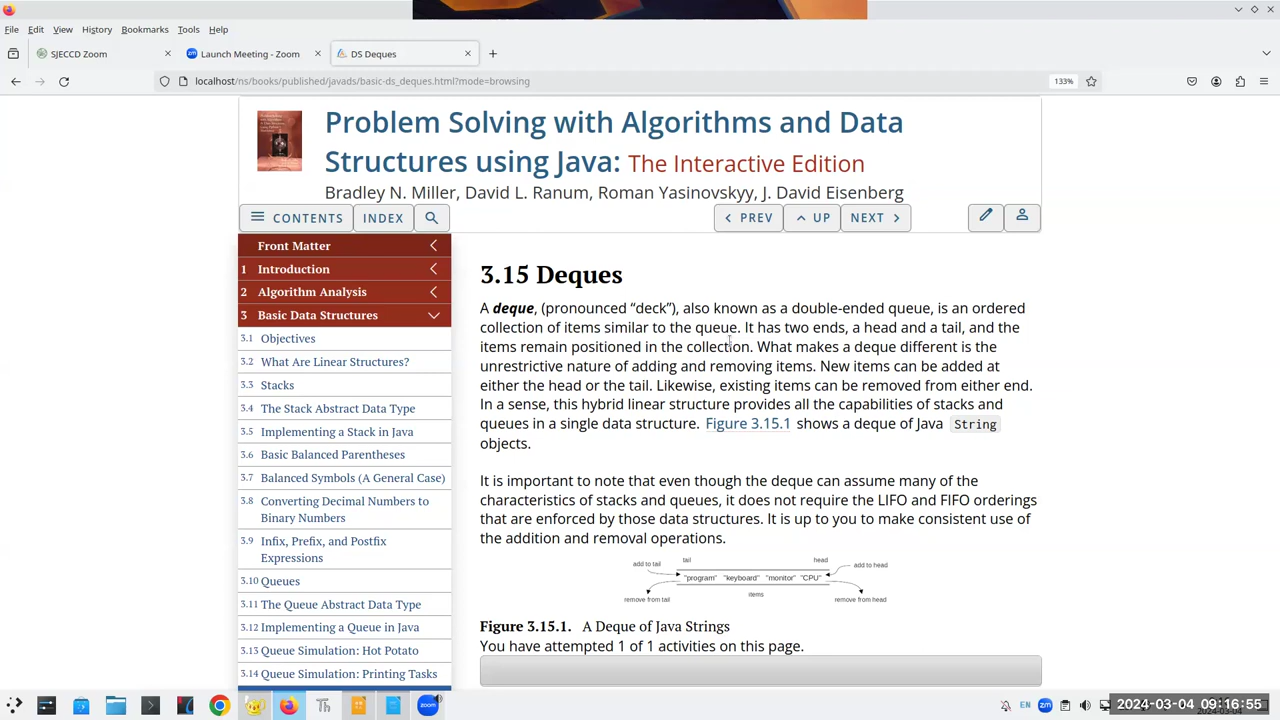 File Edit View History Bookmarks Tools Help
SJECCD Zoom
Launch Meeting - Zoom
DS Deques
localhost/ns/books/published/javads/basic-ds_deques.html?mode=browsing
133%
Problem Solving with Algorithms and Data
Structures using Java: The Interactive Edition
Bradley N. Miller, David L. Ranum, Roman Yasinovskyy, J. David Eisenberg
CONTENTS INDEX PREV UP NEXT
Front Matter
1 Introduction
2 Algorithm Analysis
3 Basic Data Structures
3.1 Objectives
3.2 What Are Linear Structures?
3.3 Stacks
3.4 The Stack Abstract Data Type
3.5 Implementing a Stack in Java
3.6 Basic Balanced Parentheses
3.7 Balanced Symbols (A General Case)
3.8 Converting Decimal Numbers to
Binary Numbers
3.9 Infix, Prefix, and Postfix
Expressions
3.10 Queues
3.11 The Queue Abstract Data Type
3.12 Implementing a Queue in Java
3.13 Queue Simulation: Hot Potato
3.14 Queue Simulation: Printing Tasks
3.15 Deques
A deque, (pronounced “deck”), also known as a double-ended queue, is an ordered
collection of items similar to the queue. It has two ends, a head and a tail, and the
items remain positioned in the collection. What makes a deque different is the
unrestrictive nature of adding and removing items. New items can be added at
either the head or the tail. Likewise, existing items can be removed from either end.
In a sense, this hybrid linear structure provides all the capabilities of stacks and
queues in a single data structure. Figure 3.15.1 shows a deque of Java String
objects.
It is important to note that even though the deque can assume many of the
characteristics of stacks and queues, it does not require the LIFO and FIFO orderings
that are enforced by those data structures. It is up to you to make consistent use of
the addition and removal operations.
tail head
add to tail add to head
"program" "keyboard" "monitor" "CPU"
items
remove from tail remove from head
Figure 3.15.1. A Deque of Java Strings
You have attempted 1 of 1 activities on this page.
Th
zoom
EN
zm
2024-03-04 09:16:55